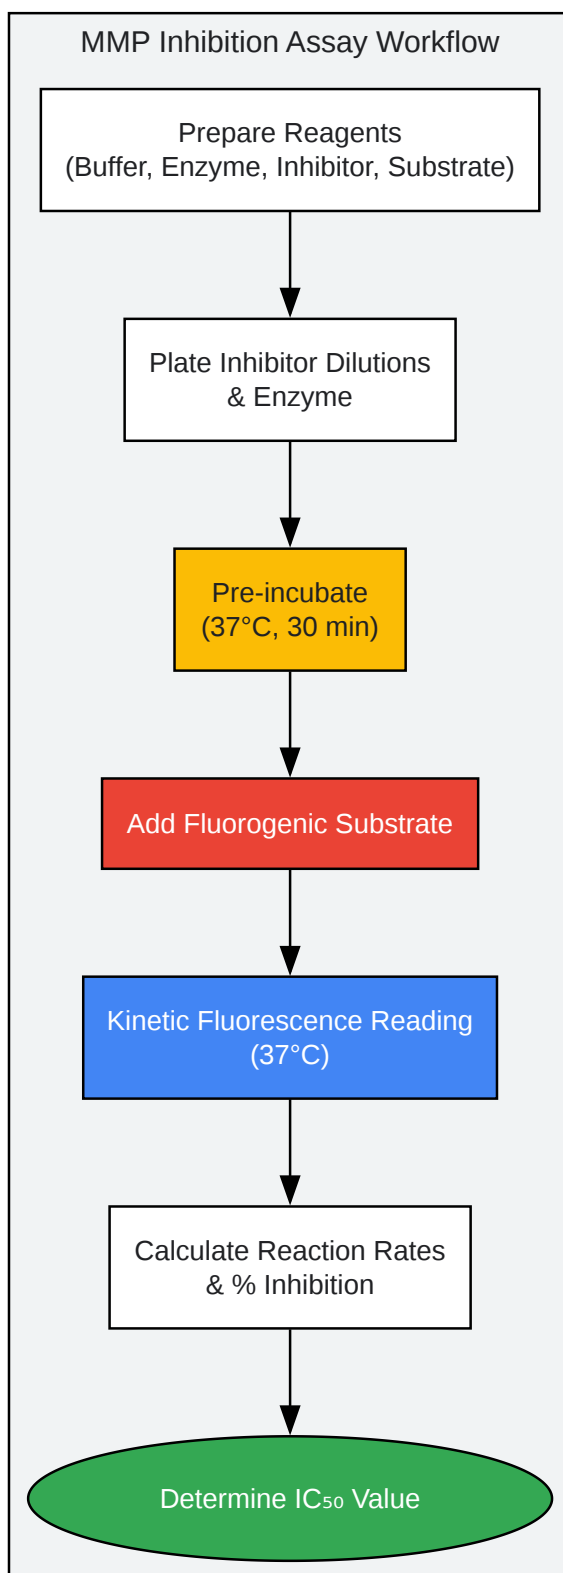 MMP Inhibition Assay Workflow
Prepare Reagents
(Buffer, Enzyme, Inhibitor, Substrate)
Plate Inhibitor Dilutions
& Enzyme
Pre-incubate
(37°C, 30 min)
Add Fluorogenic Substrate
Kinetic Fluorescence Reading
(37°C)
Calculate Reaction Rates
& % Inhibition
Determine IC₅₀ Value